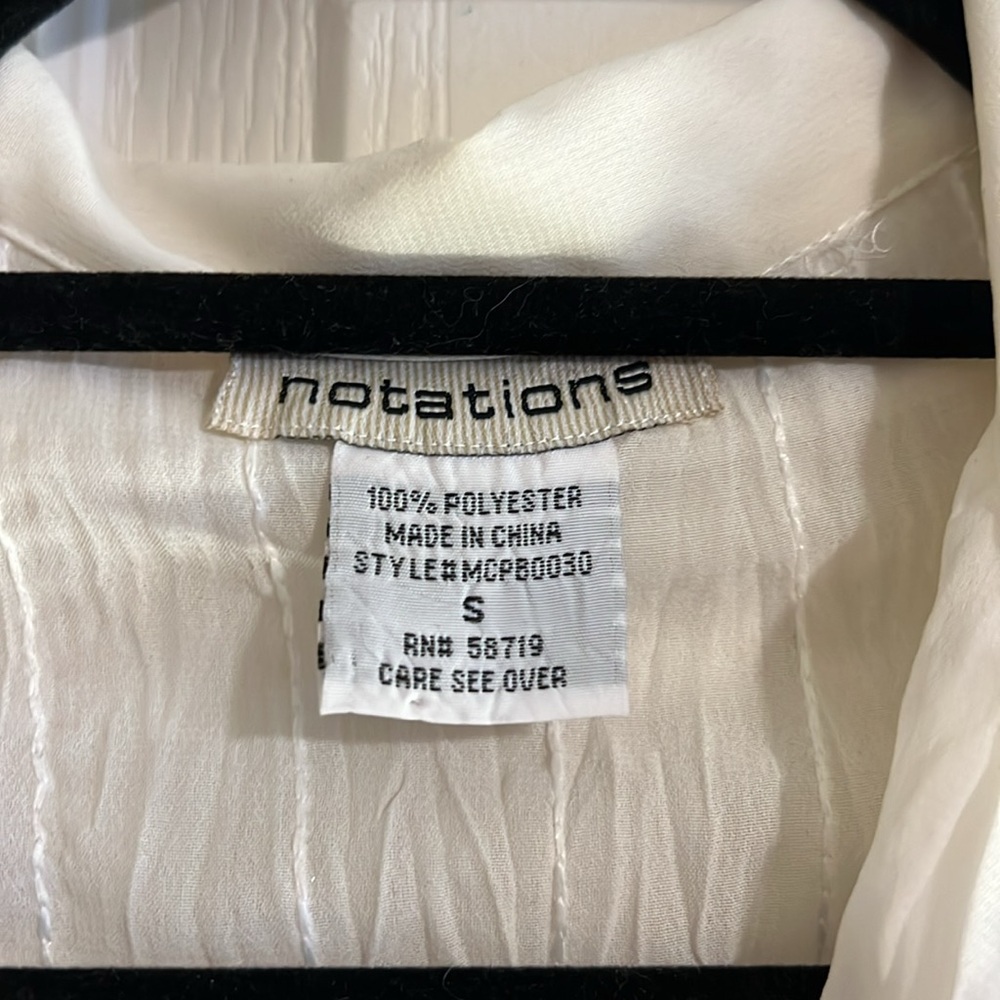 notations
100% POLYESTER
MADE IN CHINA
STYLE#MCPB0030
S
RN# 58719
CARE SEE OVER